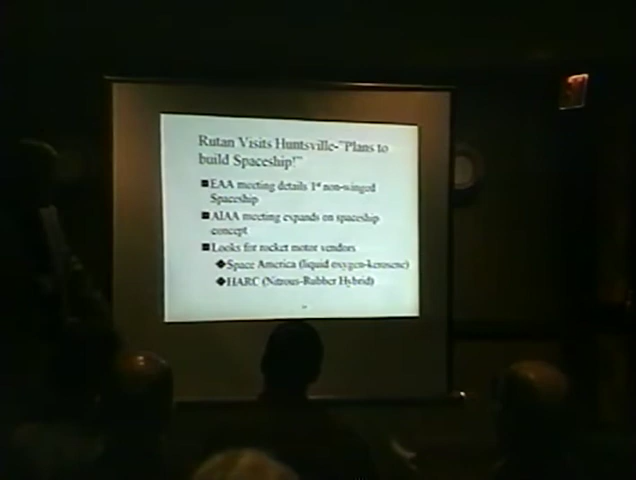 Rutan Visits Huntsville-"Plans to
build Spaceship!"
■EAA meeting details 1st non-winged
Spaceship
■AIAA meeting expands on spaceship
concept
■Looks for rocket motor vendors
◆Space America (liquid oxygen-kerosene)
◆HARC (Nitrous-Rubber Hybrid)